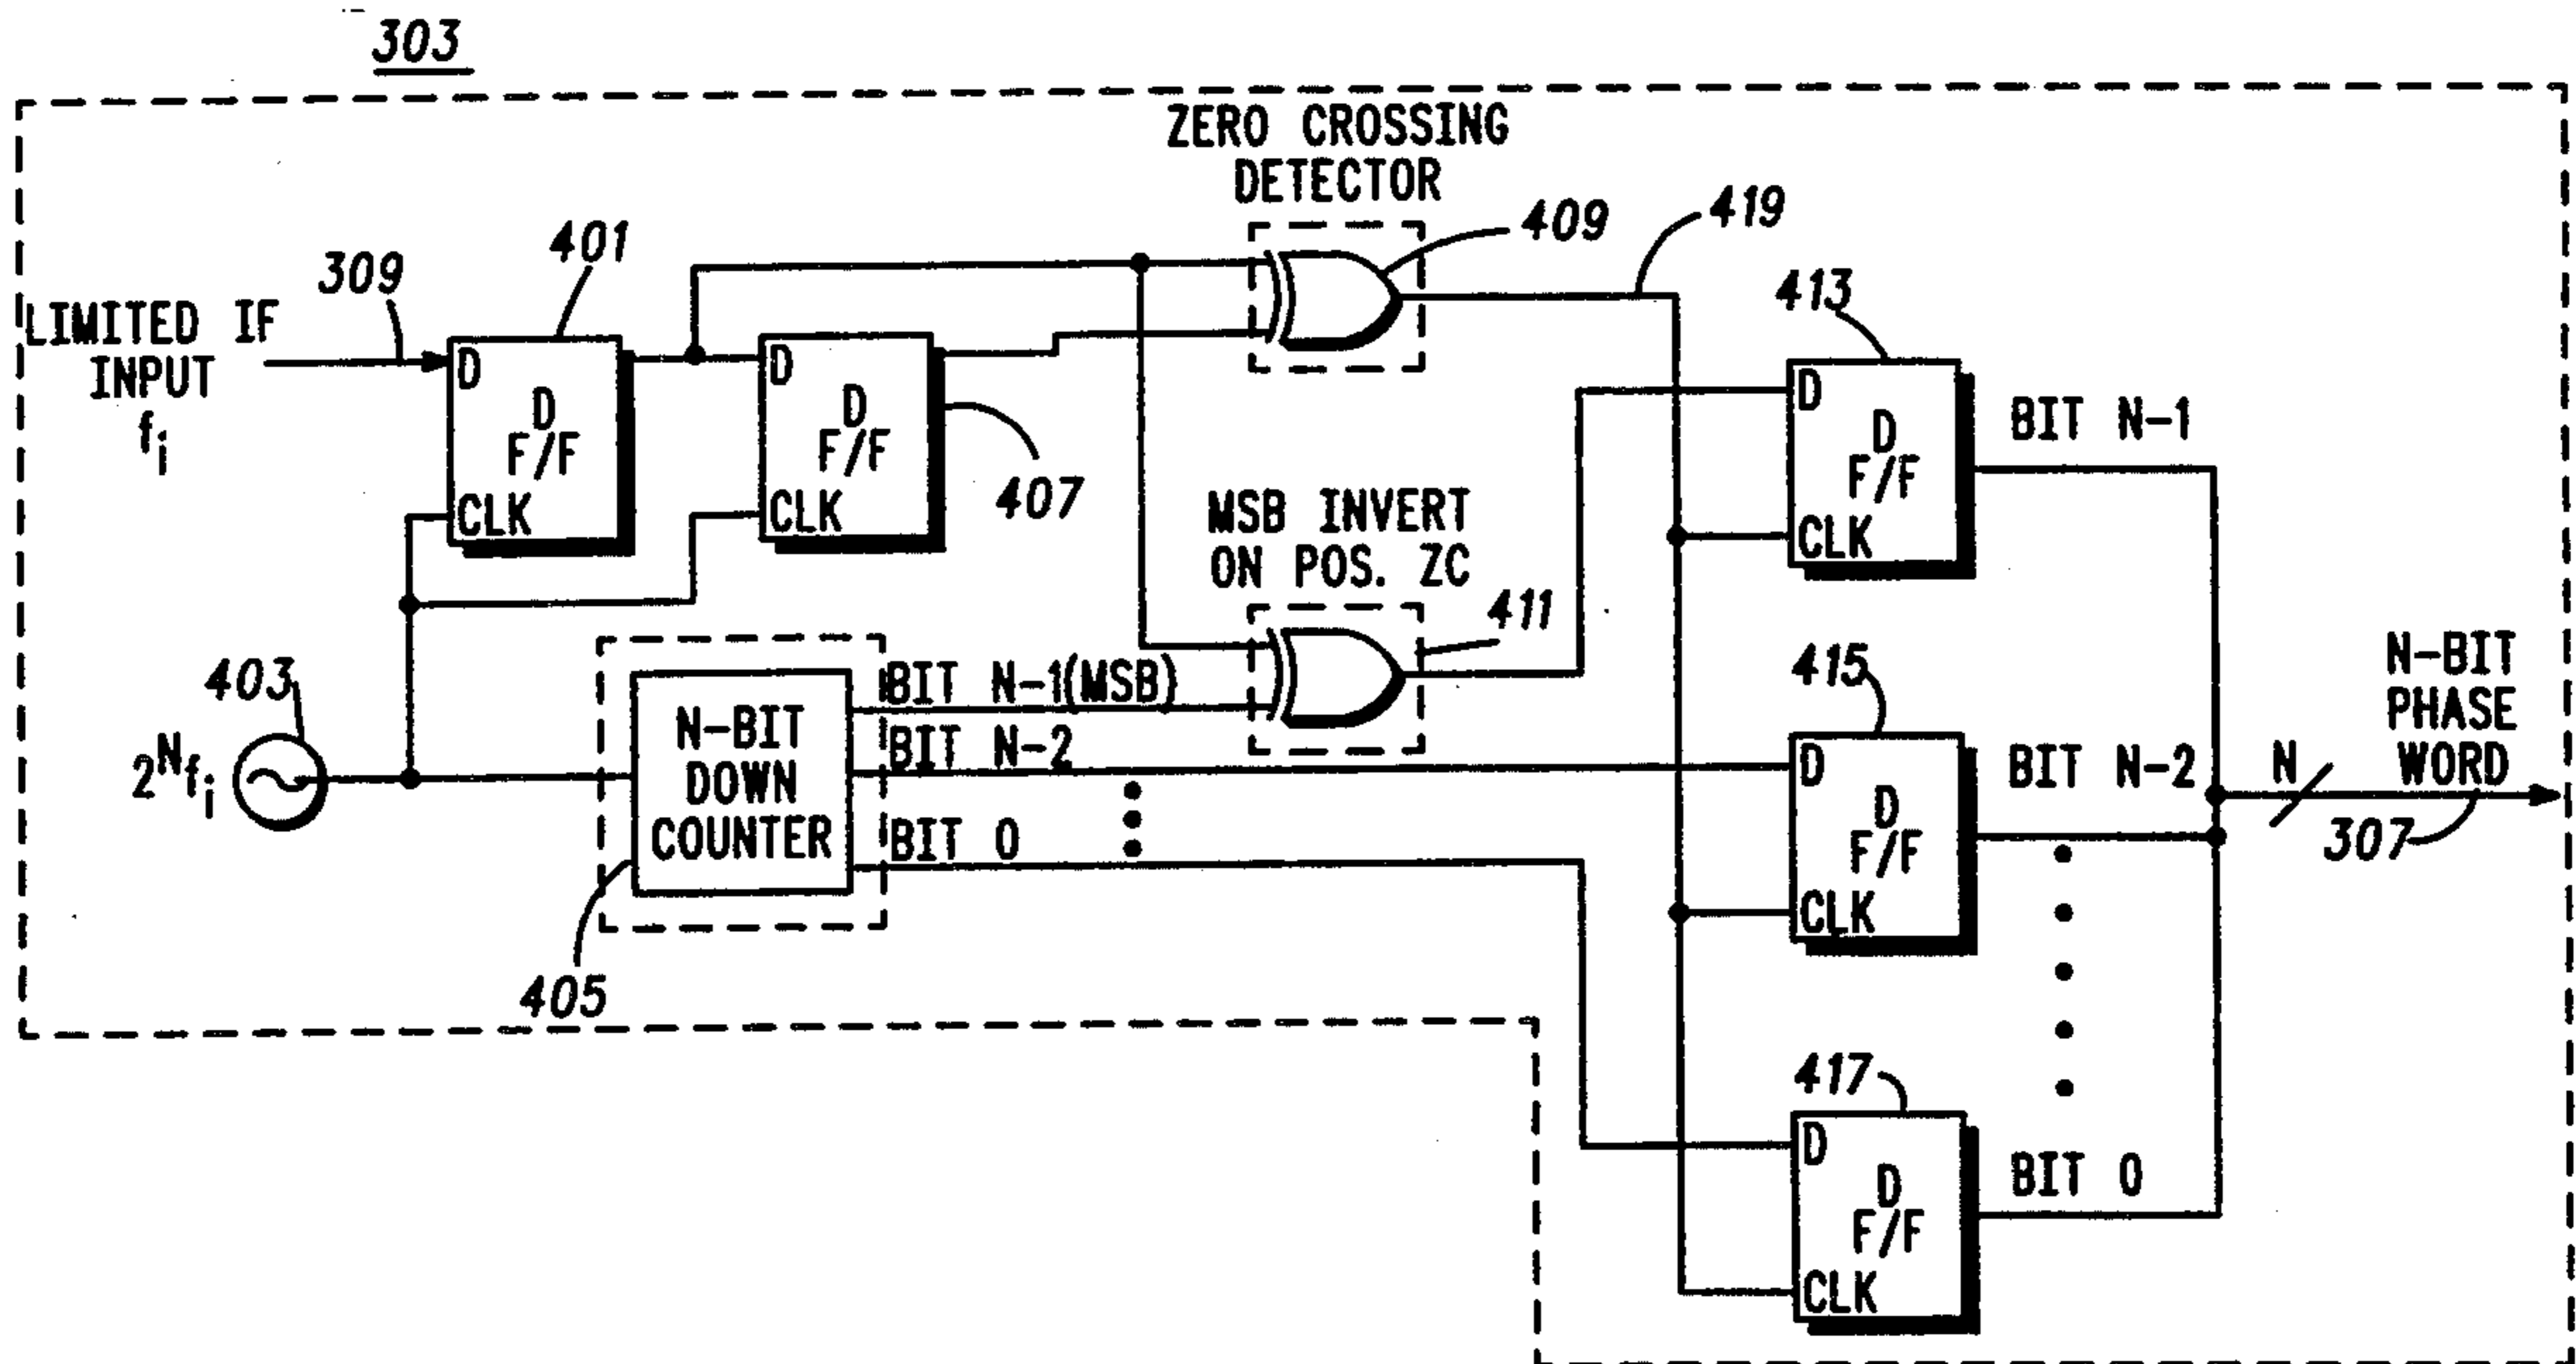 303
ZERO CROSSING
DETECTOR
409
419
401
309
LIMITED IF
INPUT
fi
D
D
F/F
CLK
D
D
F/F
CLK
407
413
D
D
F/F
CLK
BIT N-1
MSB INVERT
ON POS. ZC
411
403
2^N fi
N-BIT
DOWN
COUNTER
405
BIT N-1(MSB)
BIT N-2
BIT 0
415
D
D
F/F
CLK
BIT N-2
N
N-BIT
PHASE
WORD
307
417
D
D
F/F
CLK
BIT 0